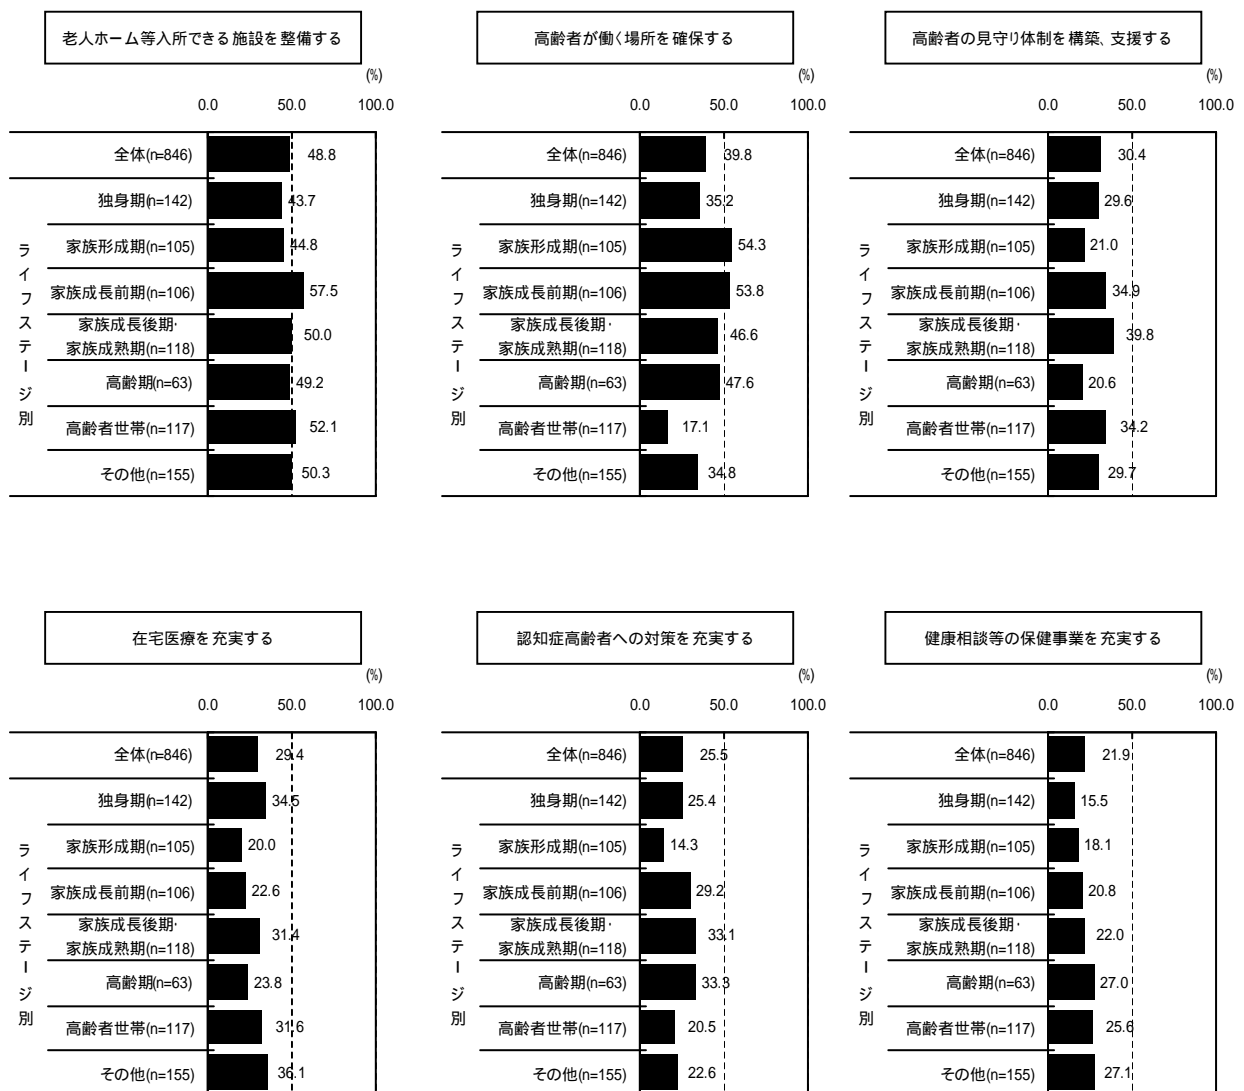 老人ホーム等入所できる施設を整備する
(%)
0.0 50.0 100.0
ライフステージ別
全体(n=846) 48.8
独身期(n=142) 43.7
家族形成期(n=105) 44.8
家族成長前期(n=106) 57.5
家族成長後期・
家族成熟期(n=118) 50.0
高齢期(n=63) 49.2
高齢者世帯(n=117) 52.1
その他(n=155) 50.3
高齢者が働く場所を確保する
(%)
0.0 50.0 100.0
ライフステージ別
全体(n=846) 39.8
独身期(n=142) 35.2
家族形成期(n=105) 54.3
家族成長前期(n=106) 53.8
家族成長後期・
家族成熟期(n=118) 46.6
高齢期(n=63) 47.6
高齢者世帯(n=117) 17.1
その他(n=155) 34.8
高齢者の見守り体制を構築、支援する
(%)
0.0 50.0 100.0
ライフステージ別
全体(n=846) 30.4
独身期(n=142) 29.6
家族形成期(n=105) 21.0
家族成長前期(n=106) 34.9
家族成長後期・
家族成熟期(n=118) 39.8
高齢期(n=63) 20.6
高齢者世帯(n=117) 34.2
その他(n=155) 29.7
在宅医療を充実する
(%)
0.0 50.0 100.0
ライフステージ別
全体(n=846) 29.4
独身期(n=142) 34.5
家族形成期(n=105) 20.0
家族成長前期(n=106) 22.6
家族成長後期・
家族成熟期(n=118) 31.4
高齢期(n=63) 23.8
高齢者世帯(n=117) 31.6
その他(n=155) 36.1
認知症高齢者への対策を充実する
(%)
0.0 50.0 100.0
ライフステージ別
全体(n=846) 25.5
独身期(n=142) 25.4
家族形成期(n=105) 14.3
家族成長前期(n=106) 29.2
家族成長後期・
家族成熟期(n=118) 33.1
高齢期(n=63) 33.3
高齢者世帯(n=117) 20.5
その他(n=155) 22.6
健康相談等の保健事業を充実する
(%)
0.0 50.0 100.0
ライフステージ別
全体(n=846) 21.9
独身期(n=142) 15.5
家族形成期(n=105) 18.1
家族成長前期(n=106) 20.8
家族成長後期・
家族成熟期(n=118) 22.0
高齢期(n=63) 27.0
高齢者世帯(n=117) 25.6
その他(n=155) 27.1